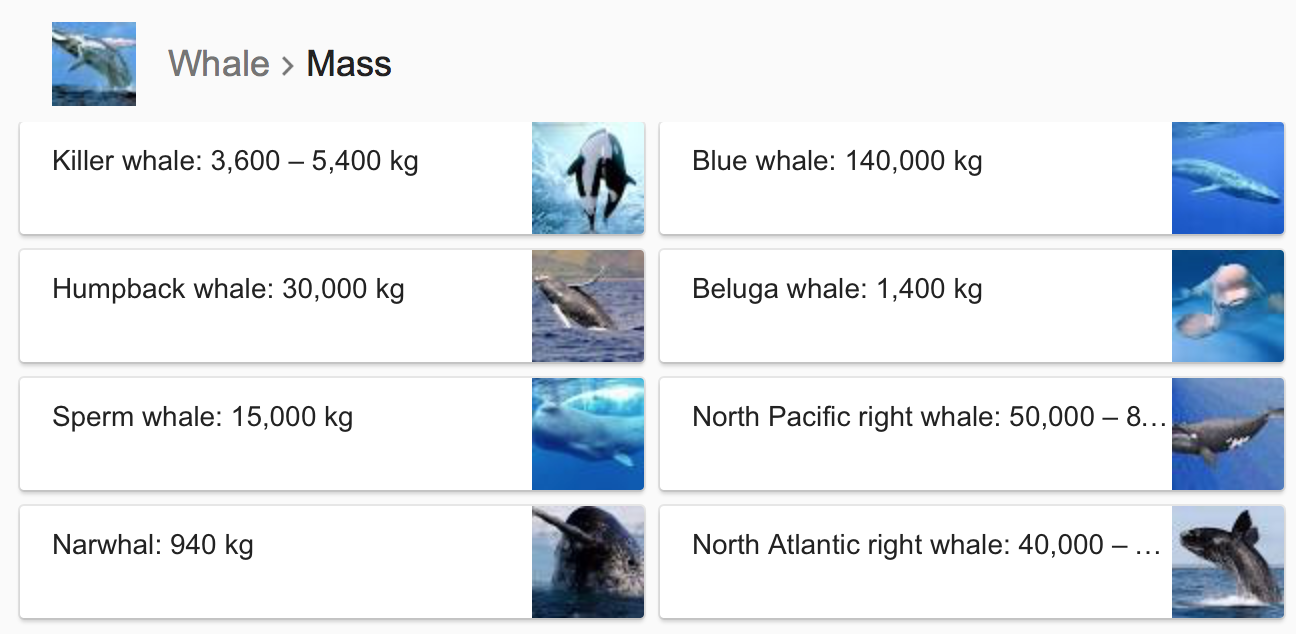 Whale › Mass
Killer whale: 3,600 – 5,400 kg
Blue whale: 140,000 kg
Humpback whale: 30,000 kg
Beluga whale: 1,400 kg
Sperm whale: 15,000 kg
North Pacific right whale: 50,000 – 8...
Narwhal: 940 kg
North Atlantic right whale: 40,000 – ...